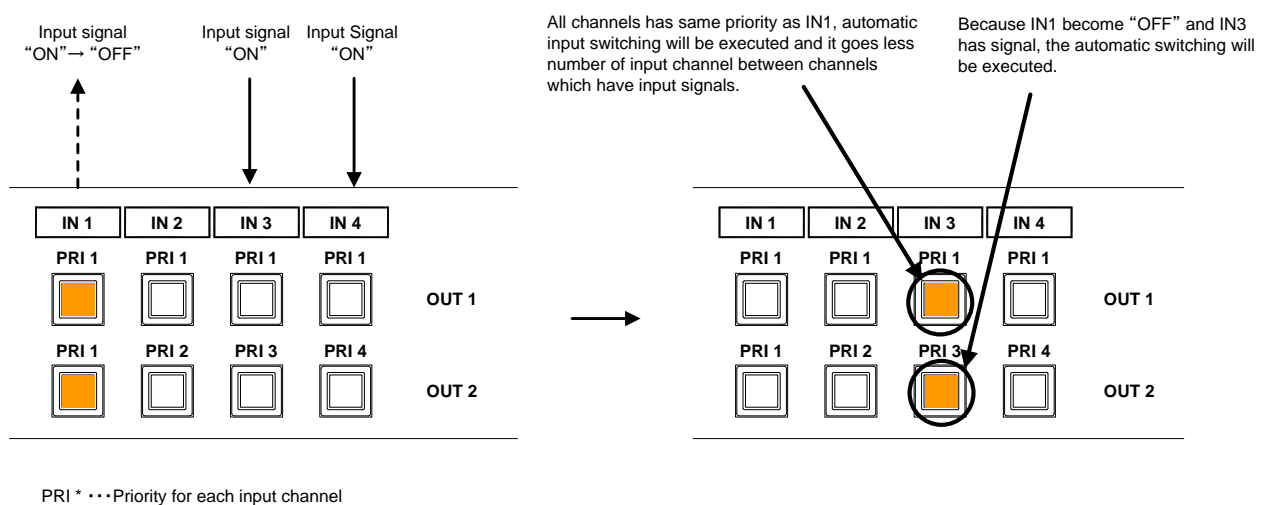 Input signal
“ON”→ “OFF”
Input signal
“ON”
Input Signal
“ON”
All channels has same priority as IN1, automatic
input switching will be executed and it goes less
number of input channel between channels
which have input signals.
Because IN1 become “OFF” and IN3
has signal, the automatic switching will
be executed.
IN 1 IN 2 IN 3 IN 4
PRI 1 PRI 1 PRI 1 PRI 1
OUT 1
PRI 1 PRI 2 PRI 3 PRI 4
OUT 2
IN 1 IN 2 IN 3 IN 4
PRI 1 PRI 1 PRI 1 PRI 1
OUT 1
PRI 1 PRI 2 PRI 3 PRI 4
OUT 2
PRI * ･･･Priority for each input channel